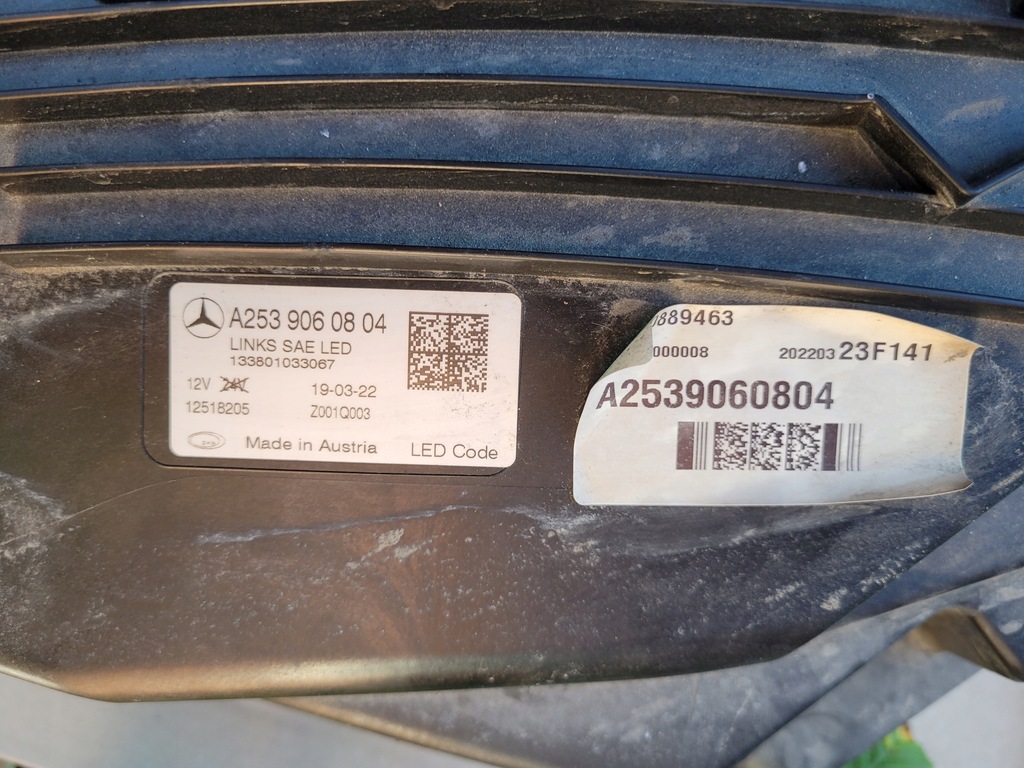 A253 906 08 04
LINKS SAE LED
133801033067
12V 24V 19-03-22
12518205 Z001Q003
ZKW Made in Austria LED Code
889463
000008 202203 23F141
A2539060804